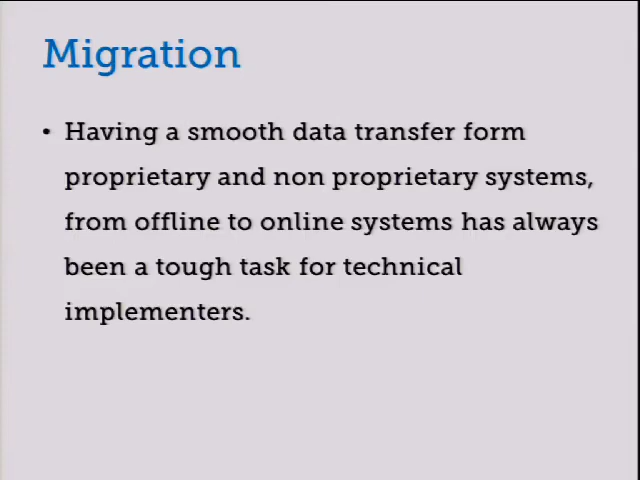 Migration
• Having a smooth data transfer form
proprietary and non proprietary systems,
from offline to online systems has always
been a tough task for technical
implementers.